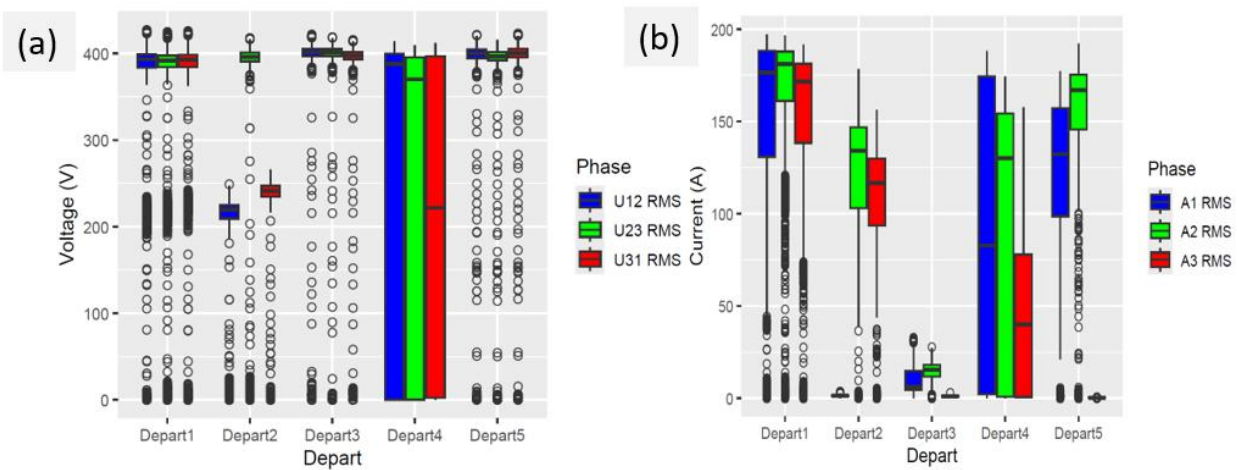 (a)
Voltage (V)
400
300
200
100
0
Depart1 Depart2 Depart3 Depart4 Depart5
Depart
Phase
U12 RMS
U23 RMS
U31 RMS
(b)
Current (A)
200
150
100
50
0
Depart1 Depart2 Depart3 Depart4 Depart5
Depart
Phase
A1 RMS
A2 RMS
A3 RMS